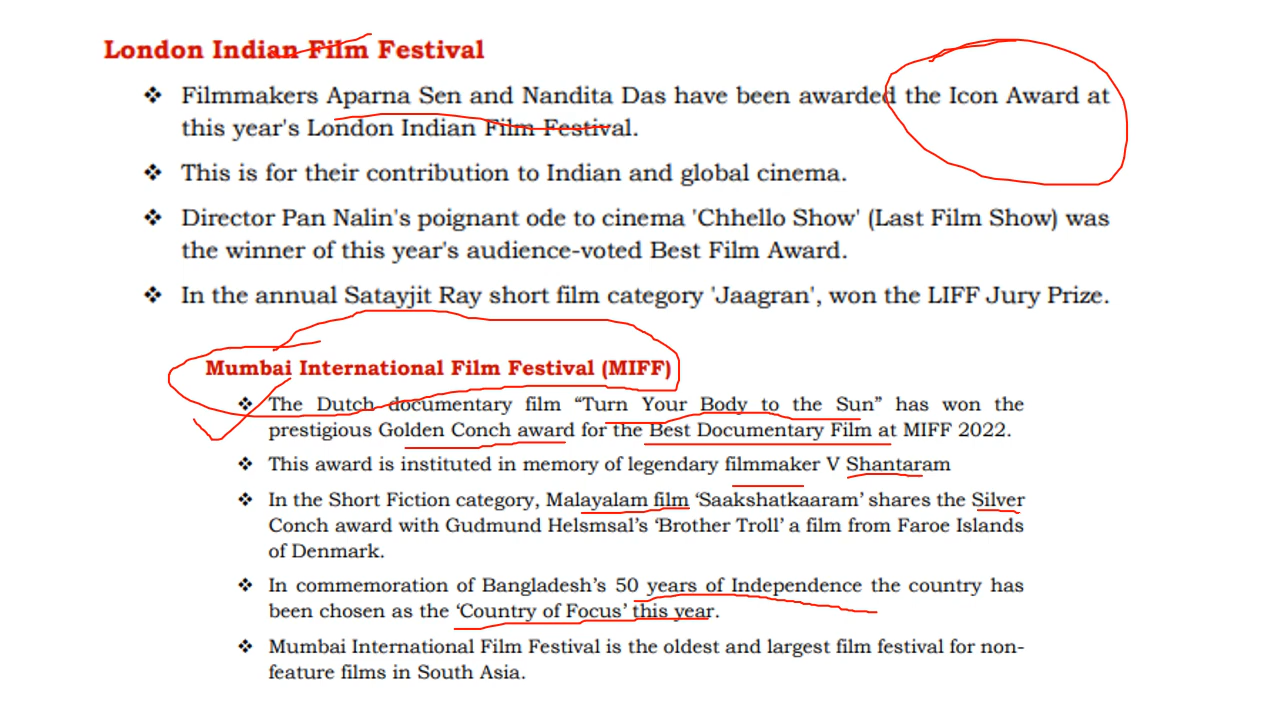 London Indian Film Festival
❖ Filmmakers Aparna Sen and Nandita Das have been awarded the Icon Award at
this year's London Indian Film Festival.
❖ This is for their contribution to Indian and global cinema.
❖ Director Pan Nalin's poignant ode to cinema 'Chhello Show' (Last Film Show) was
the winner of this year's audience-voted Best Film Award.
❖ In the annual Satayjit Ray short film category 'Jaagran', won the LIFF Jury Prize.
Mumbai International Film Festival (MIFF)
❖ The Dutch documentary film “Turn Your Body to the Sun” has won the
prestigious Golden Conch award for the Best Documentary Film at MIFF 2022.
❖ This award is instituted in memory of legendary filmmaker V Shantaram
❖ In the Short Fiction category, Malayalam film ‘Saakshatkaaram’ shares the Silver
Conch award with Gudmund Helsmsal’s ‘Brother Troll’ a film from Faroe Islands
of Denmark.
❖ In commemoration of Bangladesh’s 50 years of Independence the country has
been chosen as the ‘Country of Focus’ this year.
❖ Mumbai International Film Festival is the oldest and largest film festival for non-
feature films in South Asia.